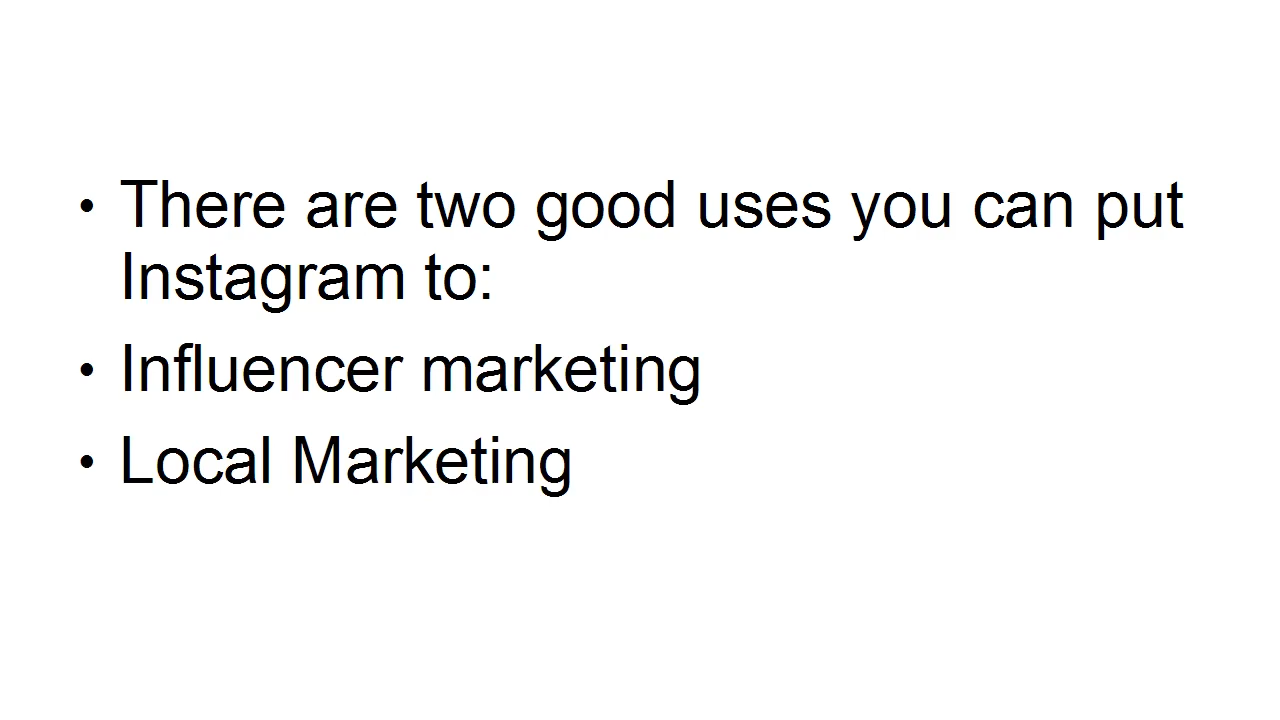 • There are two good uses you can put
Instagram to:
• Influencer marketing
• Local Marketing